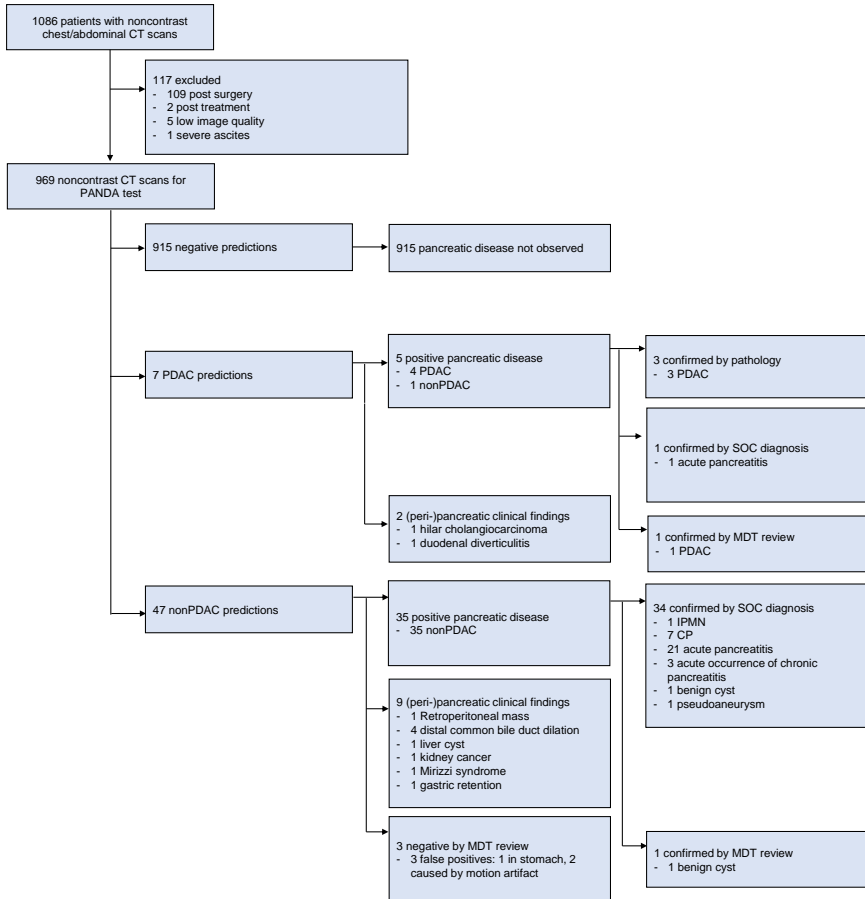 1086 patients with noncontrast
chest/abdominal CT scans
117 excluded
- 109 post surgery
- 2 post treatment
- 5 low image quality
- 1 severe ascites
969 noncontrast CT scans for
PANDA test
915 negative predictions
915 pancreatic disease not observed
7 PDAC predictions
5 positive pancreatic disease
- 4 PDAC
- 1 nonPDAC
3 confirmed by pathology
- 3 PDAC
1 confirmed by SOC diagnosis
- 1 acute pancreatitis
2 (peri-)pancreatic clinical findings
- 1 hilar cholangiocarcinoma
- 1 duodenal diverticulitis
1 confirmed by MDT review
- 1 PDAC
47 nonPDAC predictions
35 positive pancreatic disease
- 35 nonPDAC
34 confirmed by SOC diagnosis
- 1 IPMN
- 7 CP
- 21 acute pancreatitis
- 3 acute occurrence of chronic
pancreatitis
- 1 benign cyst
- 1 pseudoaneurysm
9 (peri-)pancreatic clinical findings
- 1 Retroperitoneal mass
- 4 distal common bile duct dilation
- 1 liver cyst
- 1 kidney cancer
- 1 Mirizzi syndrome
- 1 gastric retention
3 negative by MDT review
- 3 false positives: 1 in stomach, 2
caused by motion artifact
1 confirmed by MDT review
- 1 benign cyst